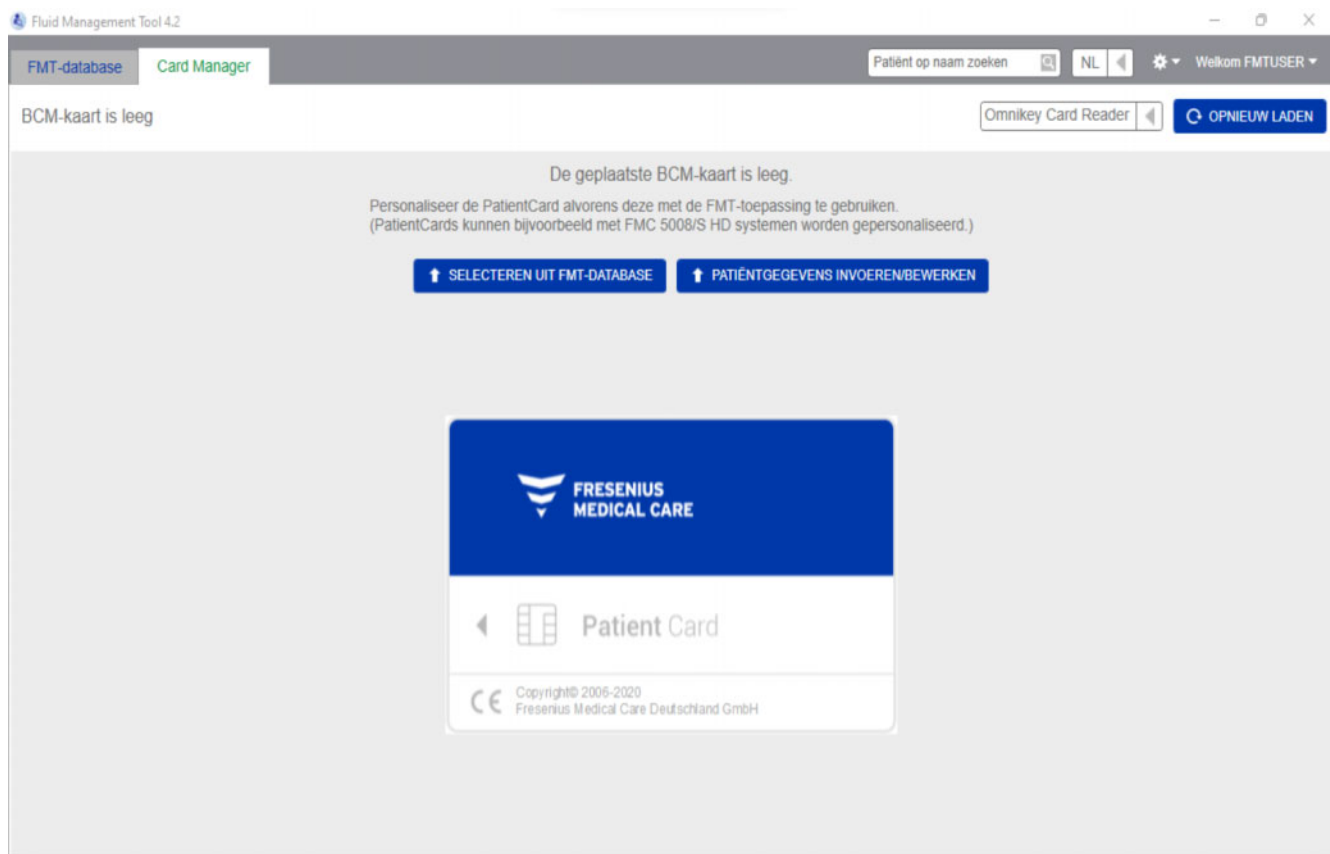 Fluid Management Tool 4.2
FMT-database
Card Manager
Patiënt op naam zoeken
NL
Welkom FMTUSER
BCM-kaart is leeg
Omnikey Card Reader
OPNIEUW LADEN
De geplaatste BCM-kaart is leeg.
Personaliseer de PatientCard alvorens deze met de FMT-toepassing te gebruiken.
(PatientCards kunnen bijvoorbeeld met FMC 5008/S HD systemen worden gepersonaliseerd.)
SELECTEREN UIT FMT-DATABASE
PATIËNTGEGEVENS INVOEREN/BEWERKEN
FRESENIUS
MEDICAL CARE
Patient Card
CE
Copyright© 2006-2020
Fresenius Medical Care Deutschland GmbH